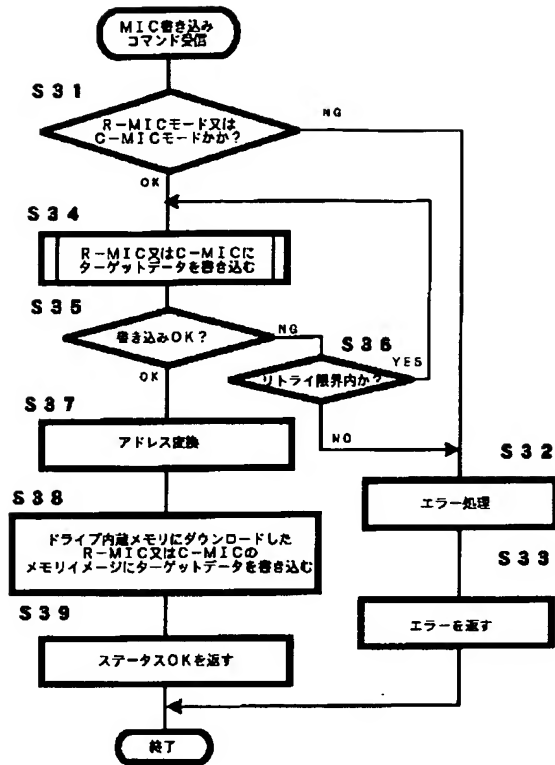 MIC書き込み
コマンド受信
S31
R-MICモード又は
C-MICモードかか?
NG
OK
S34
R-MIC又はC-MICに
ターゲットデータを書き込む
S35
書き込みOK?
NG
S36
リトライ限界内か?
YES
OK
NO
S37
アドレス変換
S32
エラー処理
S38
ドライブ内蔵メモリにダウンロードした
R-MIC又はC-MICの
メモリイメージにターゲットデータを書き込む
S33
エラーを返す
S39
ステータスOKを返す
終了